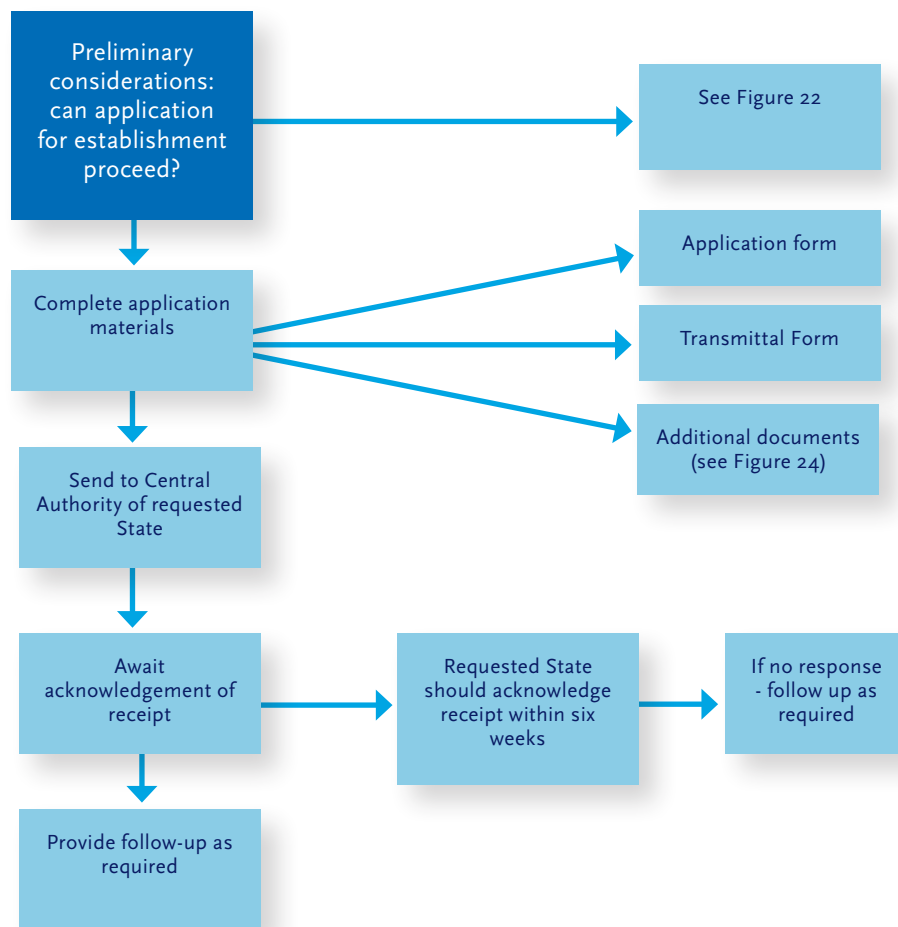 Preliminary
considerations:
can application
for establishment
proceed?
See Figure 22
Application form
Complete application
materials
Transmittal Form
Additional documents
(see Figure 24)
Send to Central
Authority of requested
State
Await
acknowledgement of
receipt
Requested State
should acknowledge
receipt within six
weeks
If no response
- follow up as
required
Provide follow-up as
required